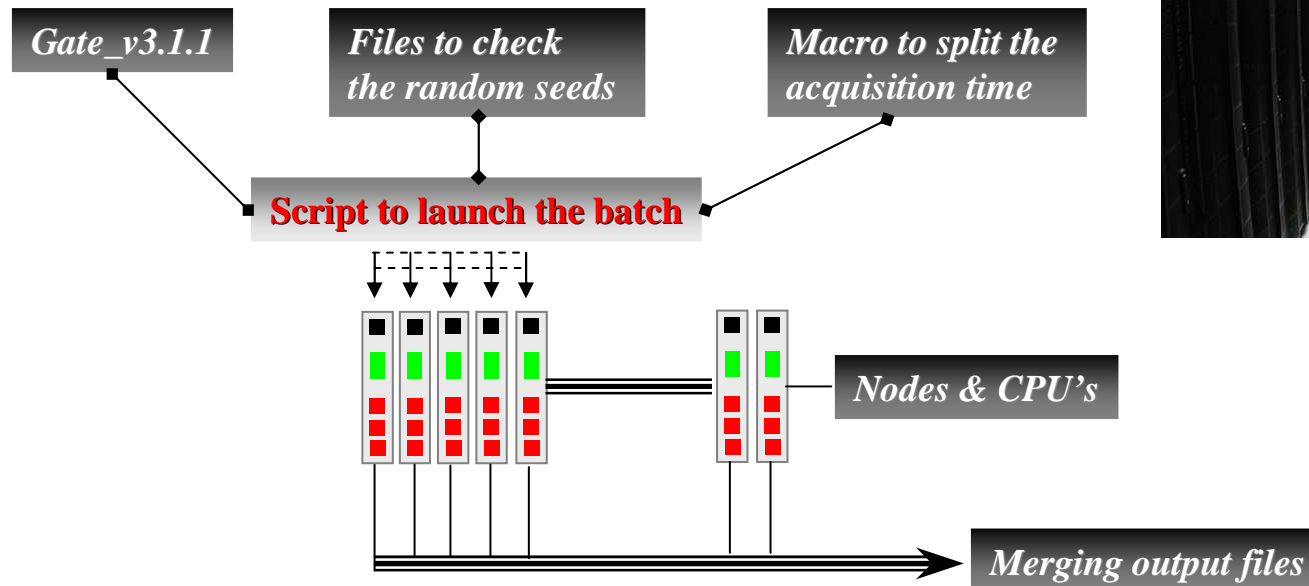 Gate_v3.1.1
Files to check
the random seeds
Macro to split the
acquisition time
Script to launch the batch
Nodes & CPU's
Merging output files